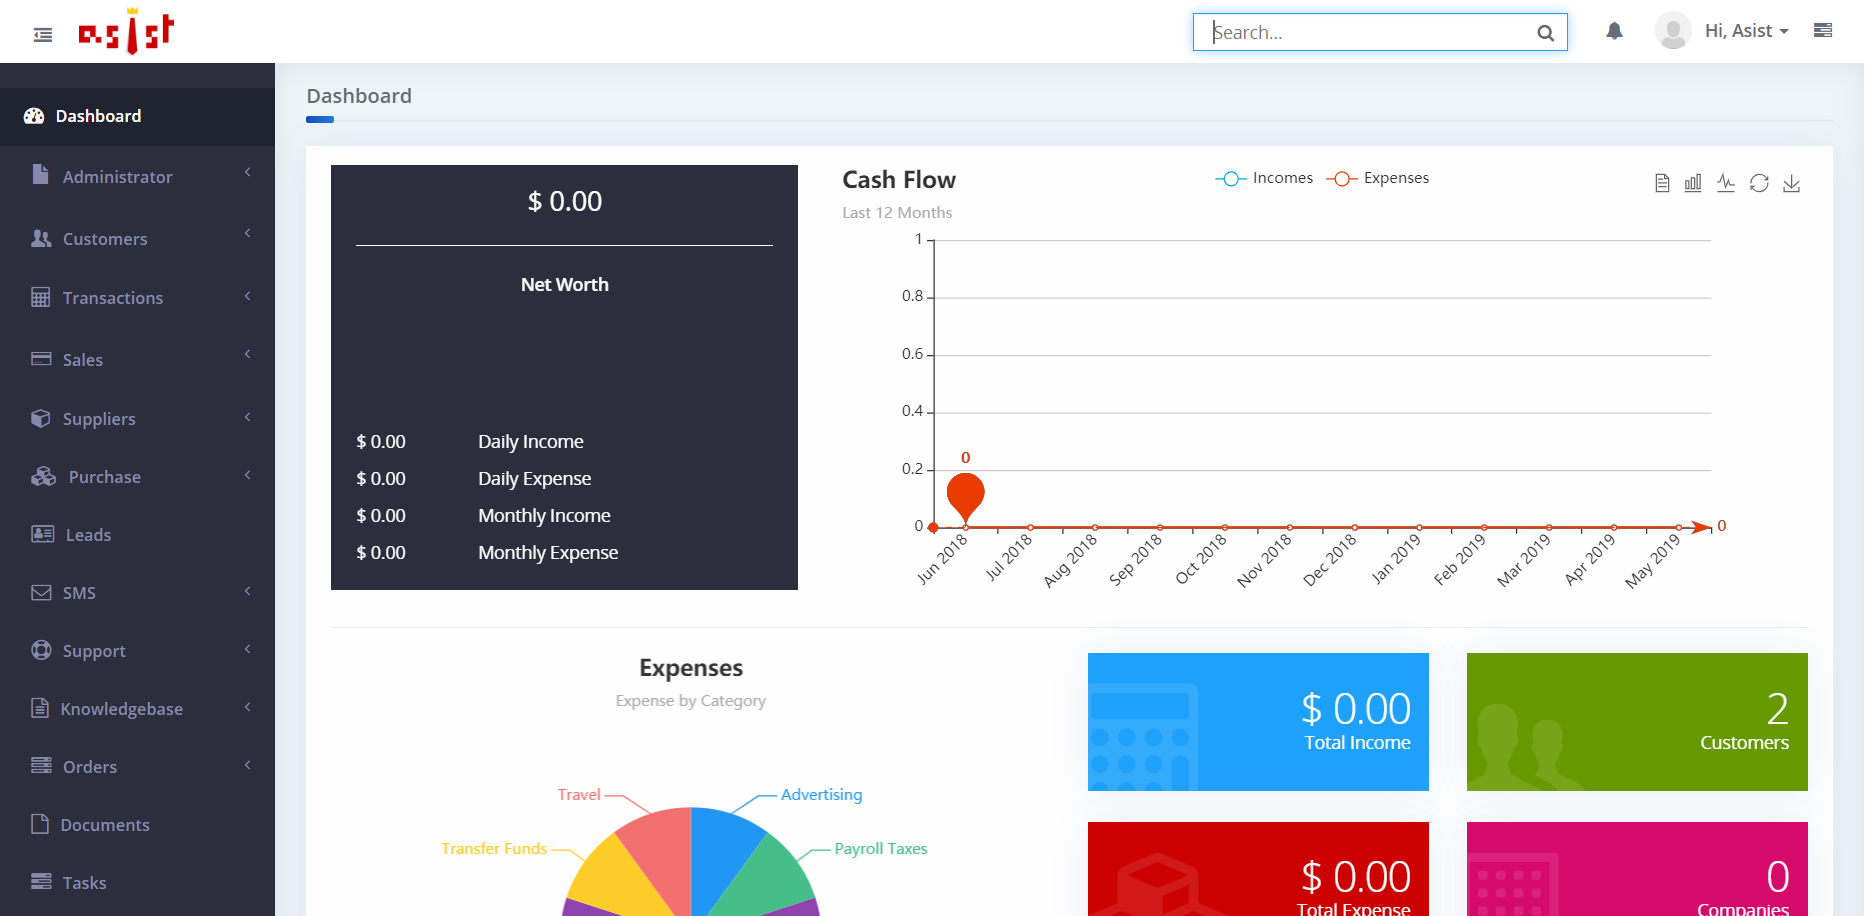 asist
Search...
Hi, Asist
Dashboard
Administrator
Customers
Transactions
Sales
Suppliers
Purchase
Leads
SMS
Support
Knowledgebase
Orders
Documents
Tasks
Dashboard
$ 0.00
Net Worth
$ 0.00 Daily Income
$ 0.00 Daily Expense
$ 0.00 Monthly Income
$ 0.00 Monthly Expense
Cash Flow
Last 12 Months
Incomes Expenses
1
0.8
0.6
0.4
0.2
0
0
0
Jun 2018 Jul 2018 Aug 2018 Sep 2018 Oct 2018 Nov 2018 Dec 2018 Jan 2019 Feb 2019 Mar 2019 Apr 2019 May 2019
Expenses
Expense by Category
Travel Advertising
Transfer Funds Payroll Taxes
$ 0.00
Total Income
2
Customers
$ 0.00
Total Expense
0
Companies